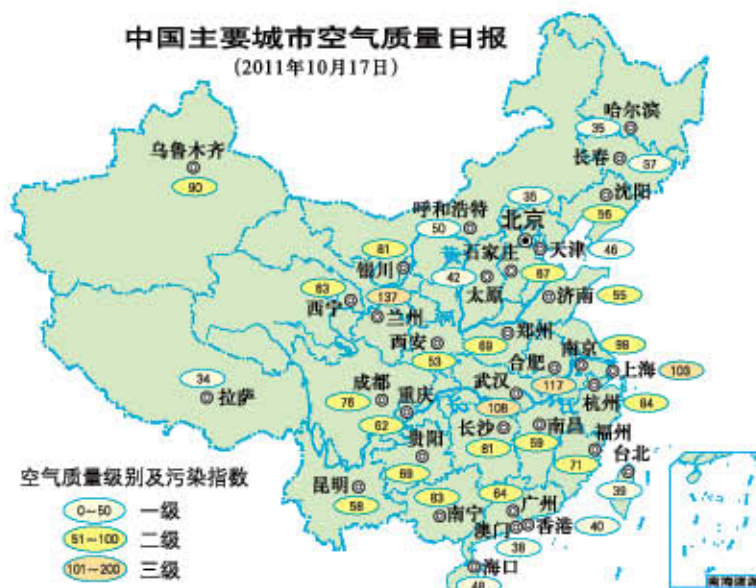 中国主要城市空气质量日报
(2011年10月17日)
哈尔滨
35
长春
37
乌鲁木齐
90
沈阳
56
35
呼和浩特
50
北京
天津
46
黄
石家庄
67
81
银川
42
太原
济南
55
63
西宁
137
兰州
河
郑州
69
西安
53
南京
98
合肥
117
上海
103
34
拉萨
成都
76
重庆
62
武汉
108
杭州
84
长沙
81
南昌
59
贵阳
69
福州
71
台北
39
昆明
58
83
南宁
64
广州
澳门
38
香港
40
海口
48
空气质量级别及污染指数
0~50 一级
51~100 二级
101~200 三级
南海诸岛